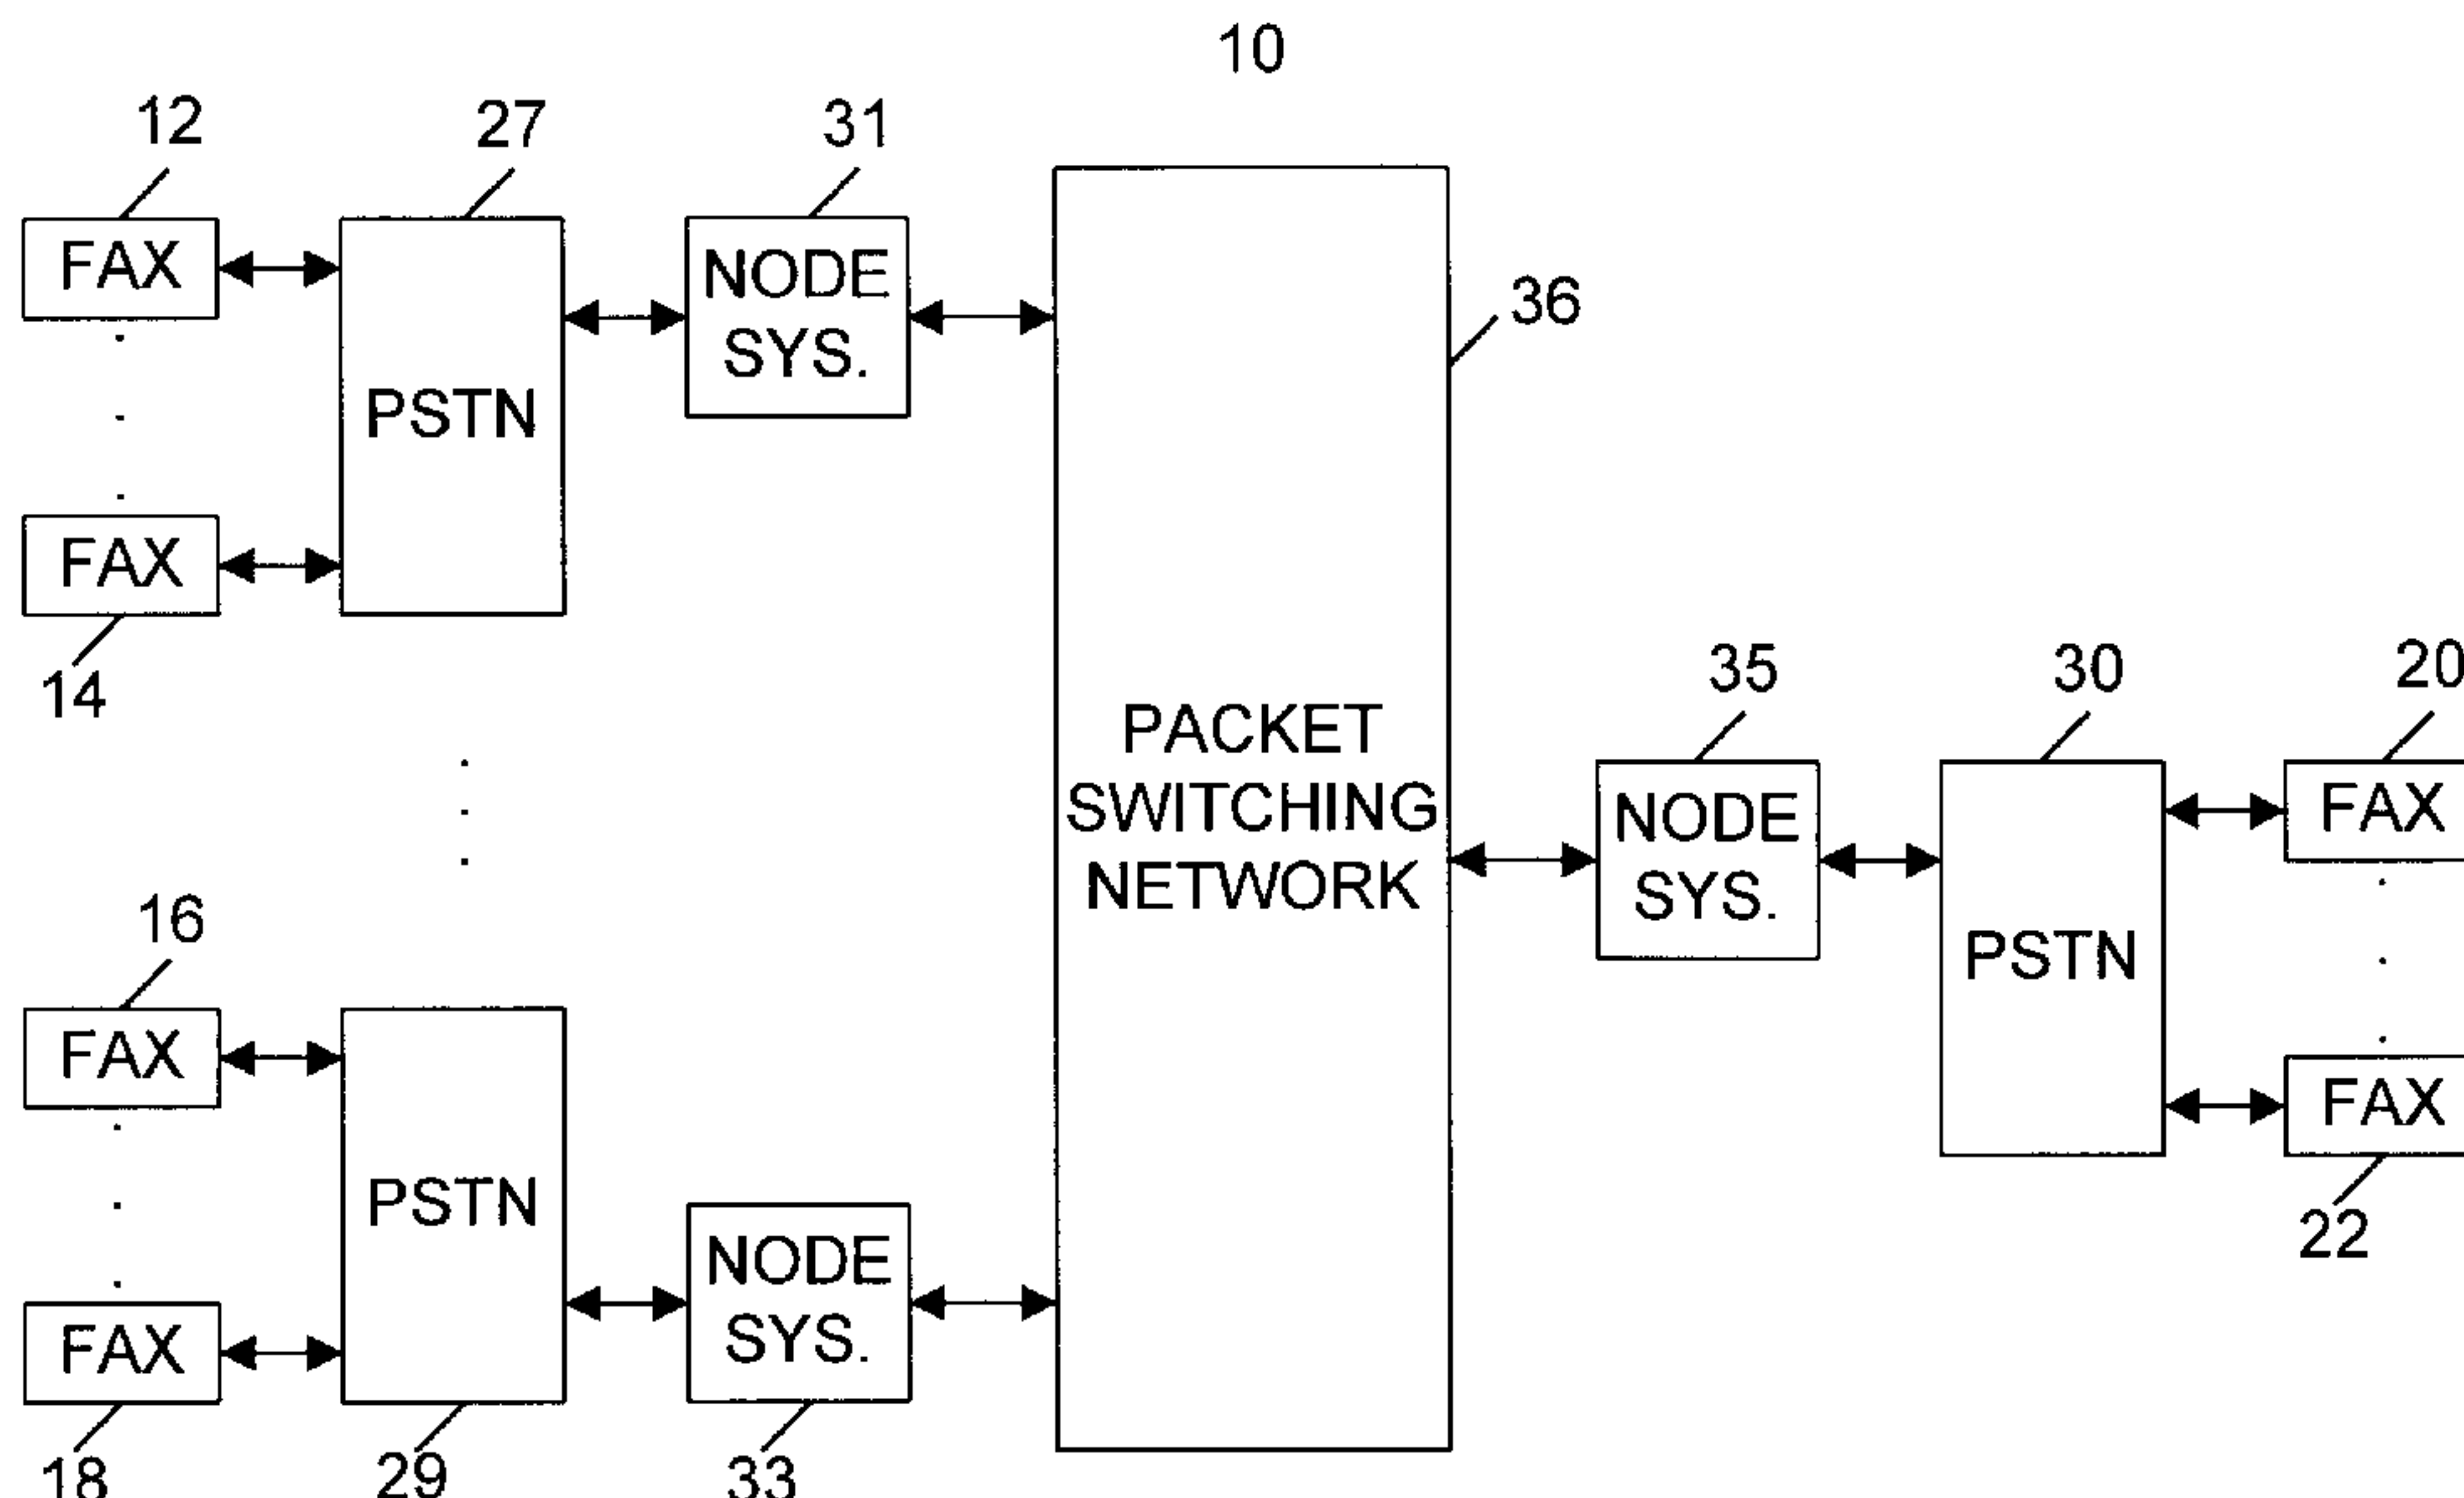 10
12
27
31
FAX
NODE
SYS.
36
PSTN
FAX
14
35
30
20
PACKET
SWITCHING
NETWORK
NODE
SYS.
FAX
16
PSTN
FAX
FAX
22
PSTN
NODE
SYS.
FAX
18
29
33